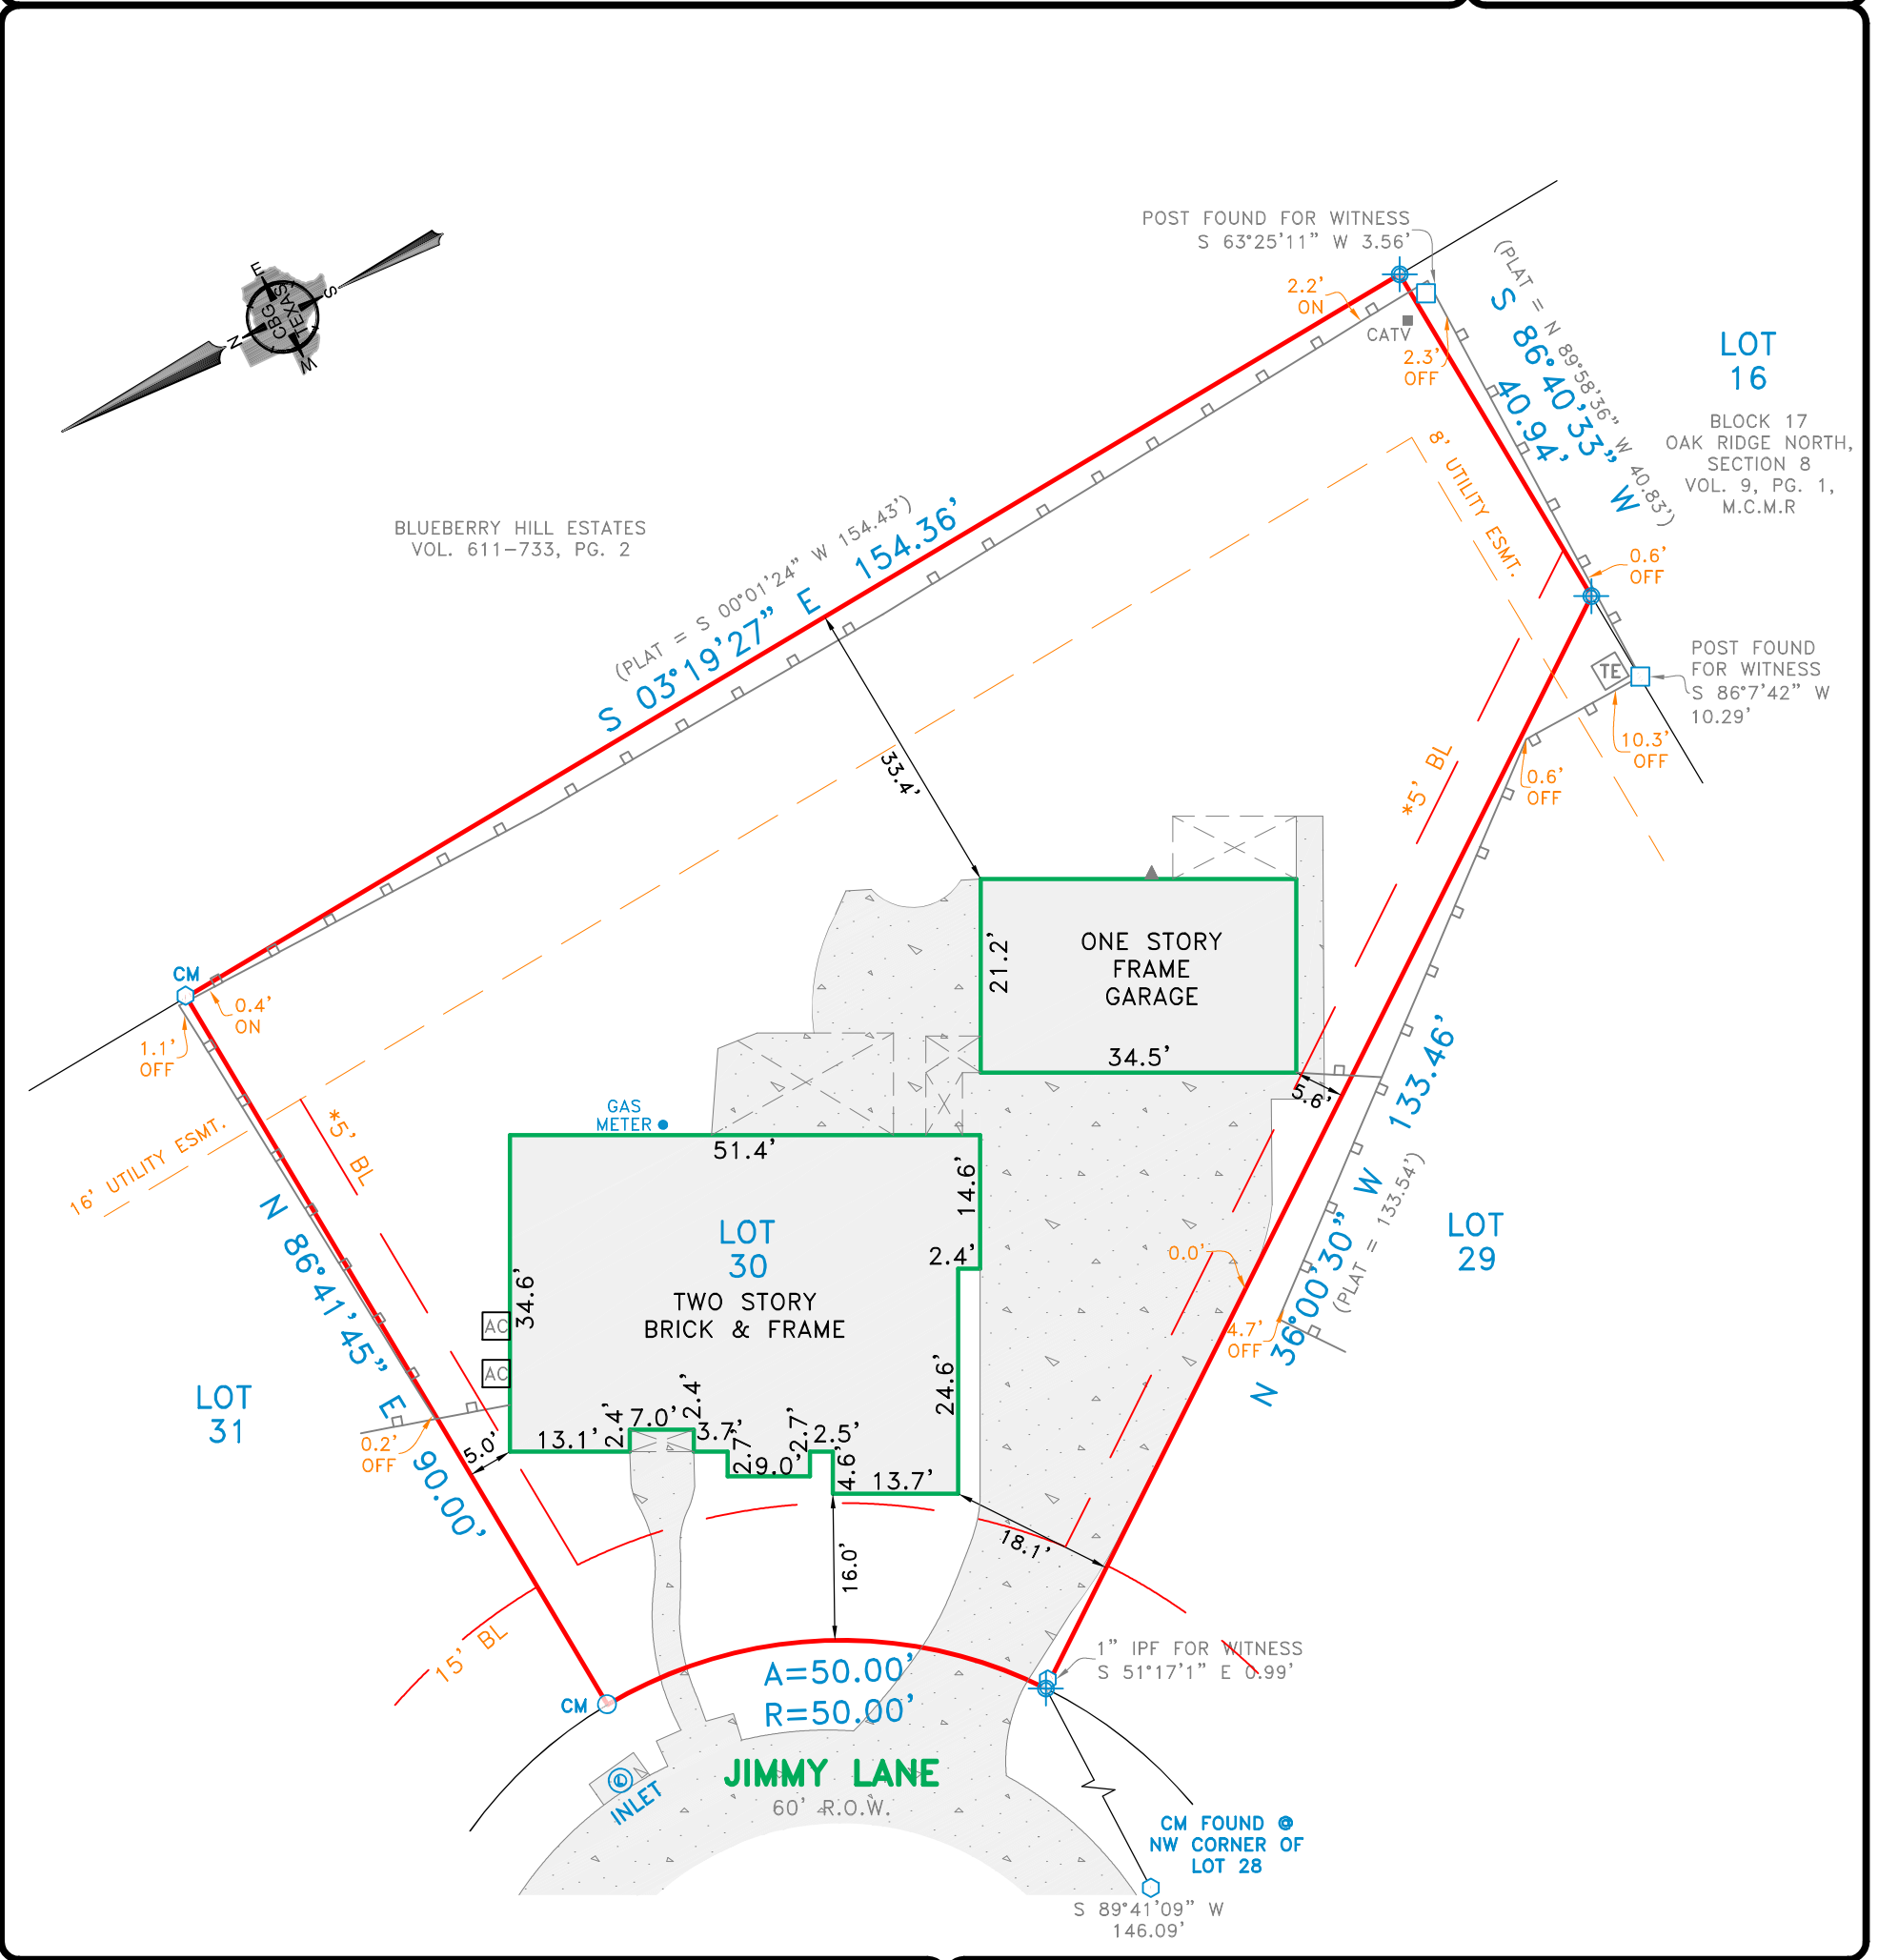 POST FOUND FOR WITNESS
S 63°25'11" W 3.56'
2.2'
ON
CATV
2.3'
OFF
(PLAT = N 89°58'36" W 40.83')
S 86°40'33" W
40.94'
LOT
16
BLOCK 17
OAK RIDGE NORTH,
SECTION 8
VOL. 9, PG. 1,
M.C.M.R
E
S
N
W
CBG
TEXAS
BLUEBERRY HILL ESTATES
VOL. 611-733, PG. 2
(PLAT = S 00°01'24" W 154.43')
S 03°19'27" E 154.36'
8' UTILITY ESMT.
0.6'
OFF
TE
POST FOUND
FOR WITNESS
S 86°7'42" W
10.29'
10.3'
OFF
0.6'
OFF
*5' BL
33.4'
CM
0.4'
ON
1.1'
OFF
16' UTILITY ESMT.
*5' BL
ONE STORY
FRAME
GARAGE
21.2'
34.5'
5.6'
GAS
METER
51.4'
14.6'
2.4'
LOT
30
TWO STORY
BRICK & FRAME
34.6'
24.6'
AC
AC
13.1'
2.4'
7.0'
2.4'
3.7'
2.7'
9.0'
2.7'
2.5'
4.6'
13.7'
N 86°41'45" E 90.00'
LOT
31
0.2'
OFF
5.0'
N 36°00'30" W 133.46'
(PLAT = 133.54')
LOT
29
0.0'
4.7'
OFF
16.0'
18.1'
15' BL
CM
A=50.00'
R=50.00'
1" IPF FOR WITNESS
S 51°17'1" E 0.99'
JIMMY LANE
60' R.O.W.
INLET
CM FOUND @
NW CORNER OF
LOT 28
S 89°41'09" W
146.09'